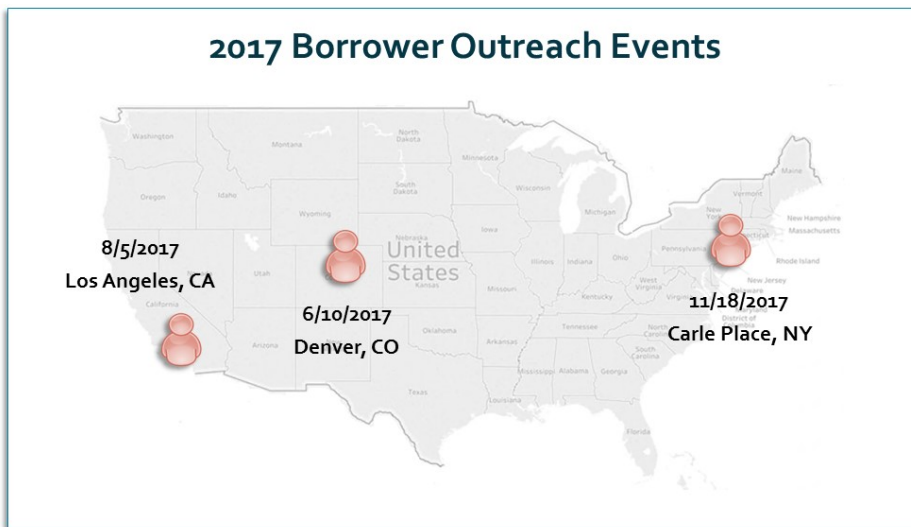 2017 Borrower Outreach Events
Washington
Montana
North
Dakota
Minnesota
Maine
Oregon
Idaho
South
Dakota
Wisconsin
Michigan
Vermont
New
York
New Hampshire
Massachusetts
Wyoming
8/5/2017
Los Angeles, CA
Iowa
Nebraska
Pennsylvania
Rhode Island
United
States
Utah
Illinois
Indiana
Ohio
New Jersey
California
Kansas
Missouri
West
Virginia
Kentucky
Virginia
Delaware
6/10/2017
Denver, CO
11/18/2017
Carle Place, NY
District of
Arizona
Oklahoma
Arkansas
Tennessee
North
Carolina
South
Carolina
Mississippi
Alabama
Georgia
Texas
Louisiana
Florida